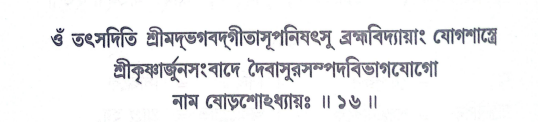 ওঁ তৎসদিতি শ্রীমদ্‌ভগবদ্‌গীতাসূপনিষৎসু ব্রহ্মবিদ্যায়াং যোগশাস্ত্রে
শ্রীকৃষ্ণার্জুনসংবাদে দৈবাসুরসম্পদবিভাগযোগো
নাম ষোড়শোঽধ্যায়ঃ ॥ ১৬ ॥